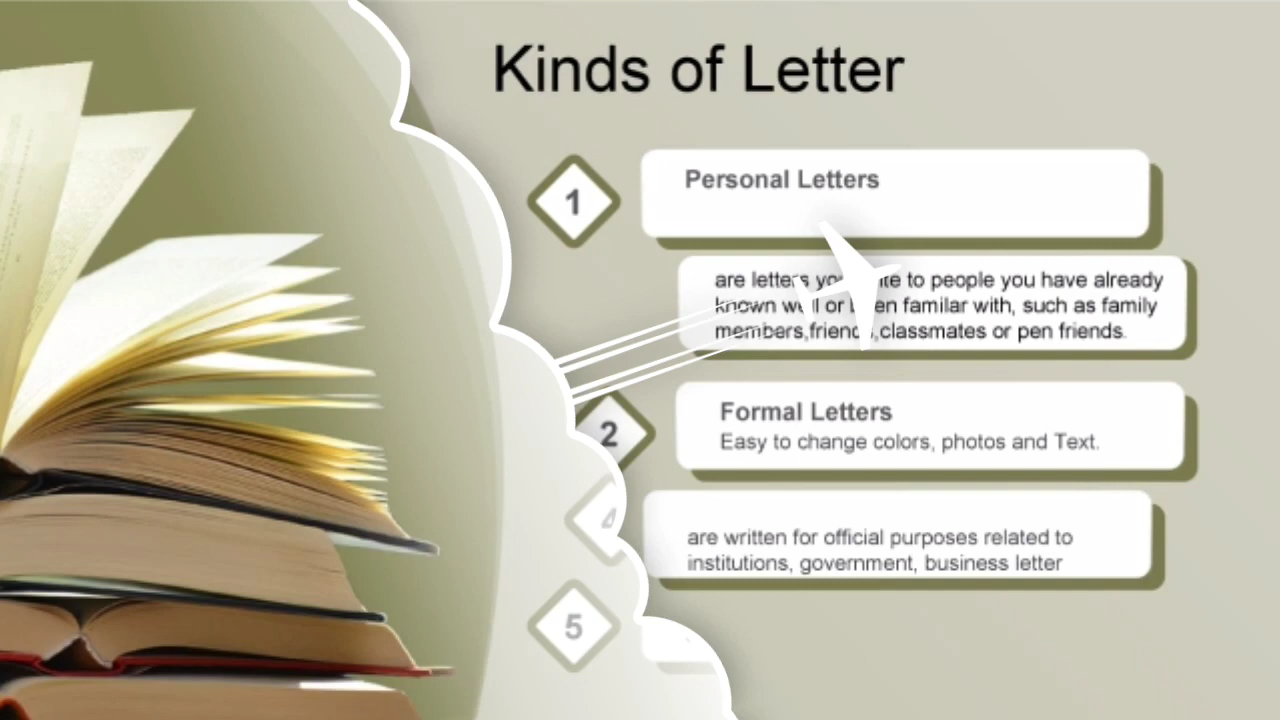 Kinds of Letter
1
Personal Letters
are letters you to people you have already
known well or been familar with, such as family
members,friends,classmates or pen friends.
2
Formal Letters
Easy to change colors, photos and Text.
4
are written for official purposes related to
institutions, government, business letter
5